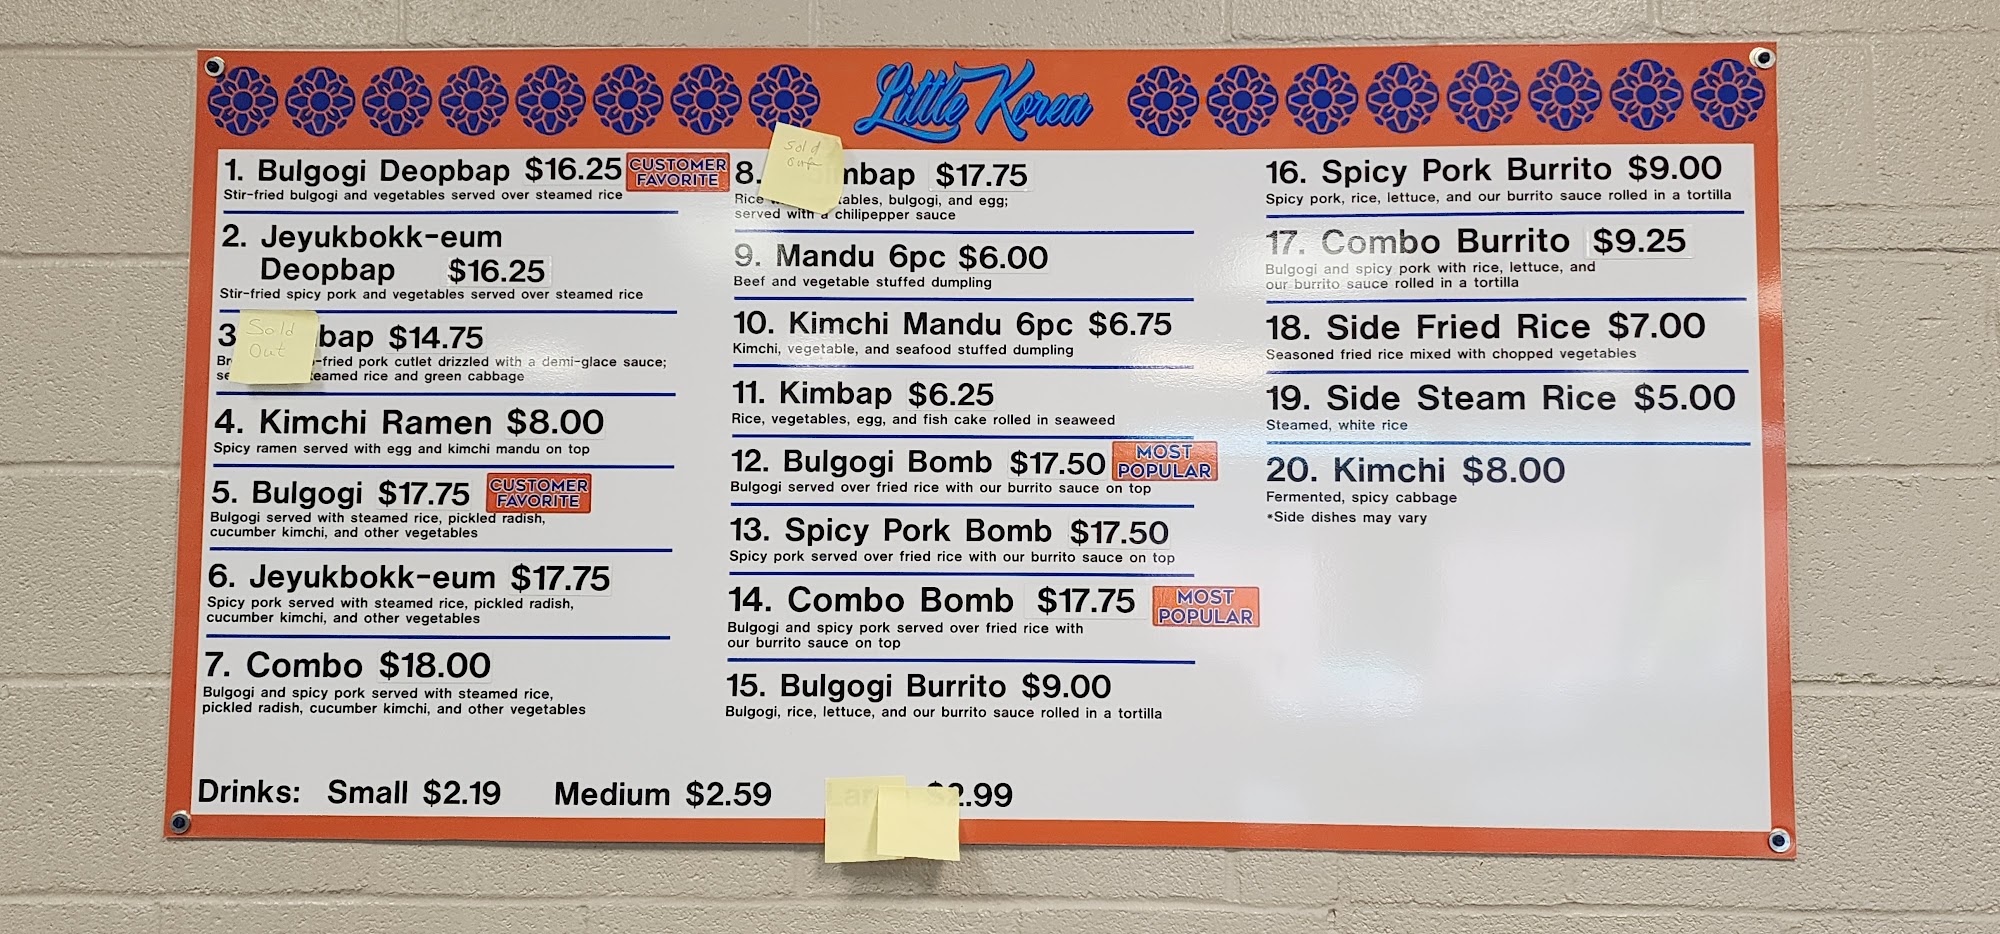 Little Korea
1. Bulgogi Deopbap $16.25 CUSTOMER FAVORITE
Stir-fried bulgogi and vegetables served over steamed rice
2. Jeyukbokk-eum
Deopbap $16.25
Stir-fried spicy pork and vegetables served over steamed rice
3 bap $14.75
Sold
Out
-fried pork cutlet drizzled with a demi-glace sauce;
steamed rice and green cabbage
4. Kimchi Ramen $8.00
Spicy ramen served with egg and kimchi mandu on top
5. Bulgogi $17.75 CUSTOMER FAVORITE
Bulgogi served with steamed rice, pickled radish,
cucumber kimchi, and other vegetables
6. Jeyukbokk-eum $17.75
Spicy pork served with steamed rice, pickled radish,
cucumber kimchi, and other vegetables
7. Combo $18.00
Bulgogi and spicy pork served with steamed rice,
pickled radish, cucumber kimchi, and other vegetables
Sold
out
8. imbap $17.75
Rice tables, bulgogi, and egg;
served with a chilipepper sauce
9. Mandu 6pc $6.00
Beef and vegetable stuffed dumpling
10. Kimchi Mandu 6pc $6.75
Kimchi, vegetable, and seafood stuffed dumpling
11. Kimbap $6.25
Rice, vegetables, egg, and fish cake rolled in seaweed
12. Bulgogi Bomb $17.50 MOST POPULAR
Bulgogi served over fried rice with our burrito sauce on top
13. Spicy Pork Bomb $17.50
Spicy pork served over fried rice with our burrito sauce on top
14. Combo Bomb $17.75 MOST POPULAR
Bulgogi and spicy pork served over fried rice with
our burrito sauce on top
15. Bulgogi Burrito $9.00
Bulgogi, rice, lettuce, and our burrito sauce rolled in a tortilla
16. Spicy Pork Burrito $9.00
Spicy pork, rice, lettuce, and our burrito sauce rolled in a tortilla
17. Combo Burrito $9.25
Bulgogi and spicy pork with rice, lettuce, and
our burrito sauce rolled in a tortilla
18. Side Fried Rice $7.00
Seasoned fried rice mixed with chopped vegetables
19. Side Steam Rice $5.00
Steamed, white rice
20. Kimchi $8.00
Fermented, spicy cabbage
*Side dishes may vary
Drinks: Small $2.19 Medium $2.59 Large $2.99